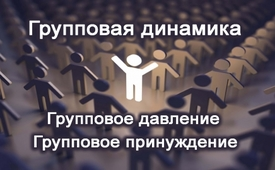 Групповая динамика
Групповое давление
Групповое принуждение